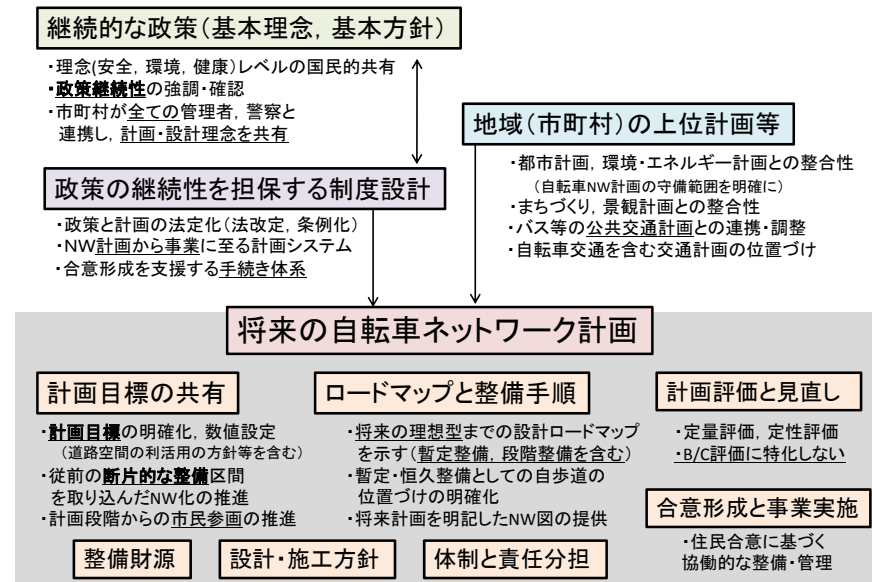 継続的な政策(基本理念, 基本方針)
・理念(安全, 環境, 健康)レベルの国民的共有
・政策継続性の強調・確認
・市町村が全ての管理者, 警察と
連携し, 計画・設計理念を共有
地域(市町村)の上位計画等
・都市計画, 環境・エネルギー計画との整合性
(自転車NW計画の守備範囲を明確に)
・まちづくり, 景観計画との整合性
・バス等の公共交通計画との連携・調整
・自転車交通を含む交通計画の位置づけ
政策の継続性を担保する制度設計
・政策と計画の法定化(法改定, 条例化)
・NW計画から事業に至る計画システム
・合意形成を支援する手続き体系
将来の自転車ネットワーク計画
計画目標の共有
・計画目標の明確化, 数値設定
(道路空間の利活用の方針等を含む)
・従前の断片的な整備区間
を取り込んだNW化の推進
・計画段階からの市民参画の推進
ロードマップと整備手順
・将来の理想型までの設計ロードマップ
を示す(暫定整備, 段階整備を含む)
・暫定・恒久整備としての自歩道の
位置づけの明確化
・将来計画を明記したNW図の提供
計画評価と見直し
・定量評価, 定性評価
・B/C評価に特化しない
合意形成と事業実施
・住民合意に基づく
協働的な整備・管理
整備財源
設計・施工方針
体制と責任分担